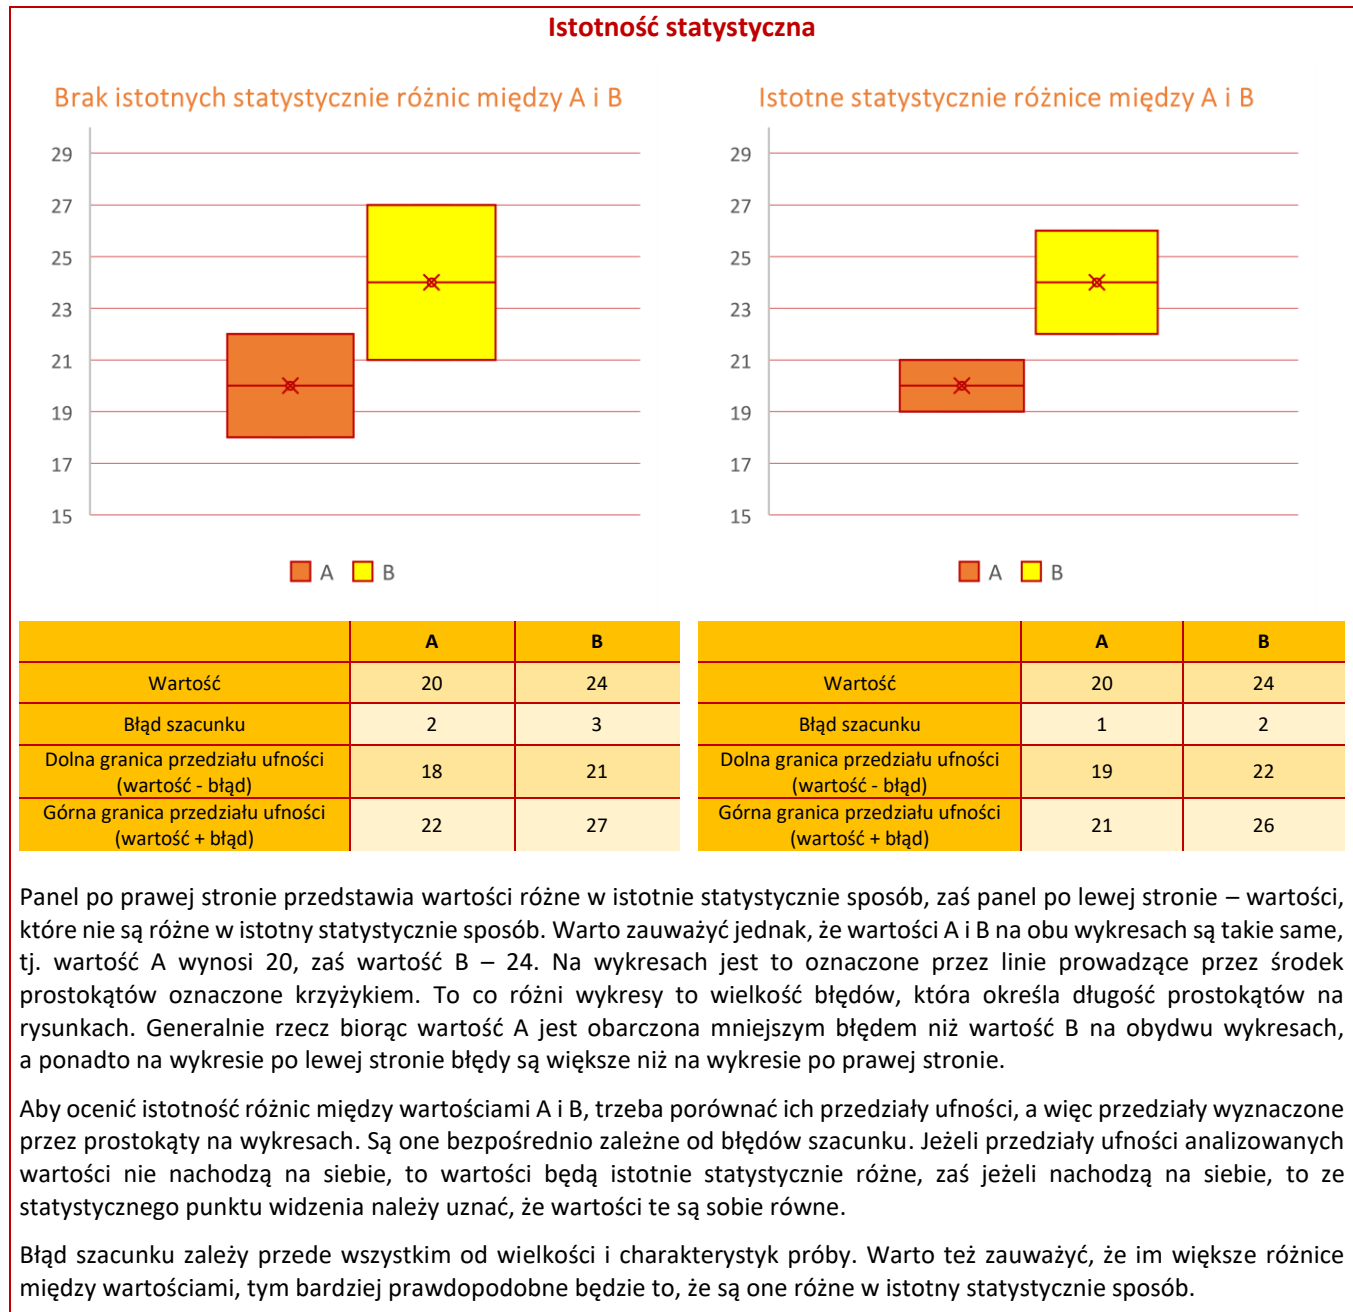 Istotność statystyczna
Brak istotnych statystycznie różnic między A i B
29
27
25
23
21
19
17
15
A B
Istotne statystycznie różnice między A i B
29
27
25
23
21
19
17
15
A B
A B
Wartość 20 24
Błąd szacunku 2 3
Dolna granica przedziału ufności
(wartość - błąd) 18 21
Górna granica przedziału ufności
(wartość + błąd) 22 27
A B
Wartość 20 24
Błąd szacunku 1 2
Dolna granica przedziału ufności
(wartość - błąd) 19 22
Górna granica przedziału ufności
(wartość + błąd) 21 26
Panel po prawej stronie przedstawia wartości różne w istotnie statystycznie sposób, zaś panel po lewej stronie – wartości,
które nie są różne w istotny statystycznie sposób. Warto zauważyć jednak, że wartości A i B na obu wykresach są takie same,
tj. wartość A wynosi 20, zaś wartość B – 24. Na wykresach jest to oznaczone przez linie prowadzące przez środek
prostokątów oznaczone krzyżykiem. To co różni wykresy to wielkość błędów, która określa długość prostokątów na
rysunkach. Generalnie rzecz biorąc wartość A jest obarczona mniejszym błędem niż wartość B na obydwu wykresach,
a ponadto na wykresie po lewej stronie błędy są większe niż na wykresie po prawej stronie.
Aby ocenić istotność różnic między wartościami A i B, trzeba porównać ich przedziały ufności, a więc przedziały wyznaczone
przez prostokąty na wykresach. Są one bezpośrednio zależne od błędów szacunku. Jeżeli przedziały ufności analizowanych
wartości nie nachodzą na siebie, to wartości będą istotnie statystycznie różne, zaś jeżeli nachodzą na siebie, to ze
statystycznego punktu widzenia należy uznać, że wartości te są sobie równe.
Błąd szacunku zależy przede wszystkim od wielkości i charakterystyk próby. Warto też zauważyć, że im większe różnice
między wartościami, tym bardziej prawdopodobne będzie to, że są one różne w istotny statystycznie sposób.